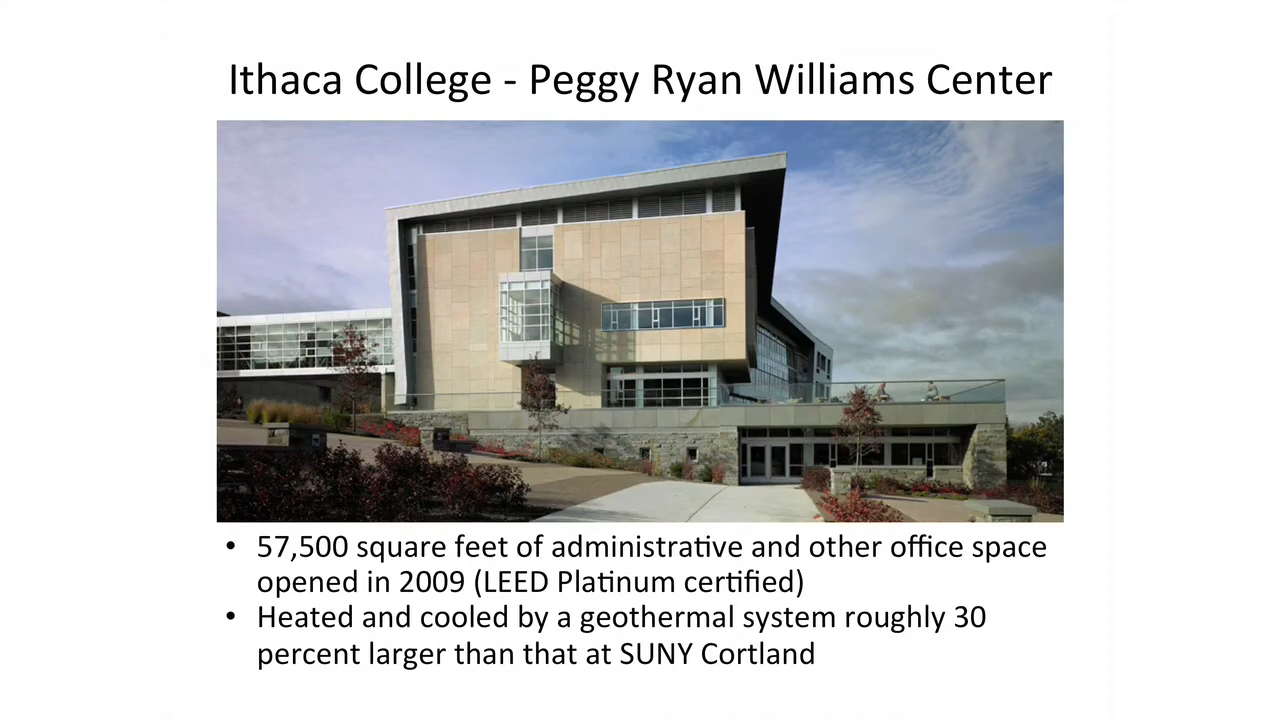 Ithaca College - Peggy Ryan Williams Center
• 57,500 square feet of administrative and other office space
opened in 2009 (LEED Platinum certified)
• Heated and cooled by a geothermal system roughly 30
percent larger than that at SUNY Cortland